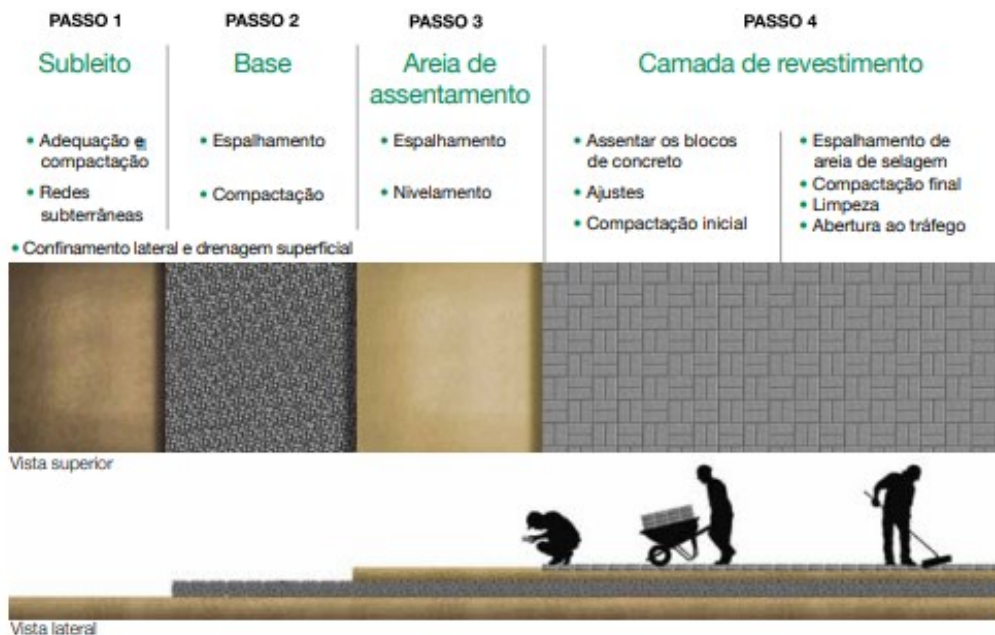 PASSO 1
Subleito
• Adequação e
compactação
• Redes
subterrâneas
PASSO 2
Base
• Espalhamento
• Compactação
PASSO 3
Areia de
assentamento
• Espalhamento
• Nivelamento
• Confinamento lateral e drenagem superficial
PASSO 4
Camada de revestimento
• Assentar os blocos
de concreto
• Ajustes
• Compactação inicial
• Espalhamento de
areia de selagem
• Compactação final
• Limpeza
• Abertura ao tráfego
Vista superior
Vista lateral